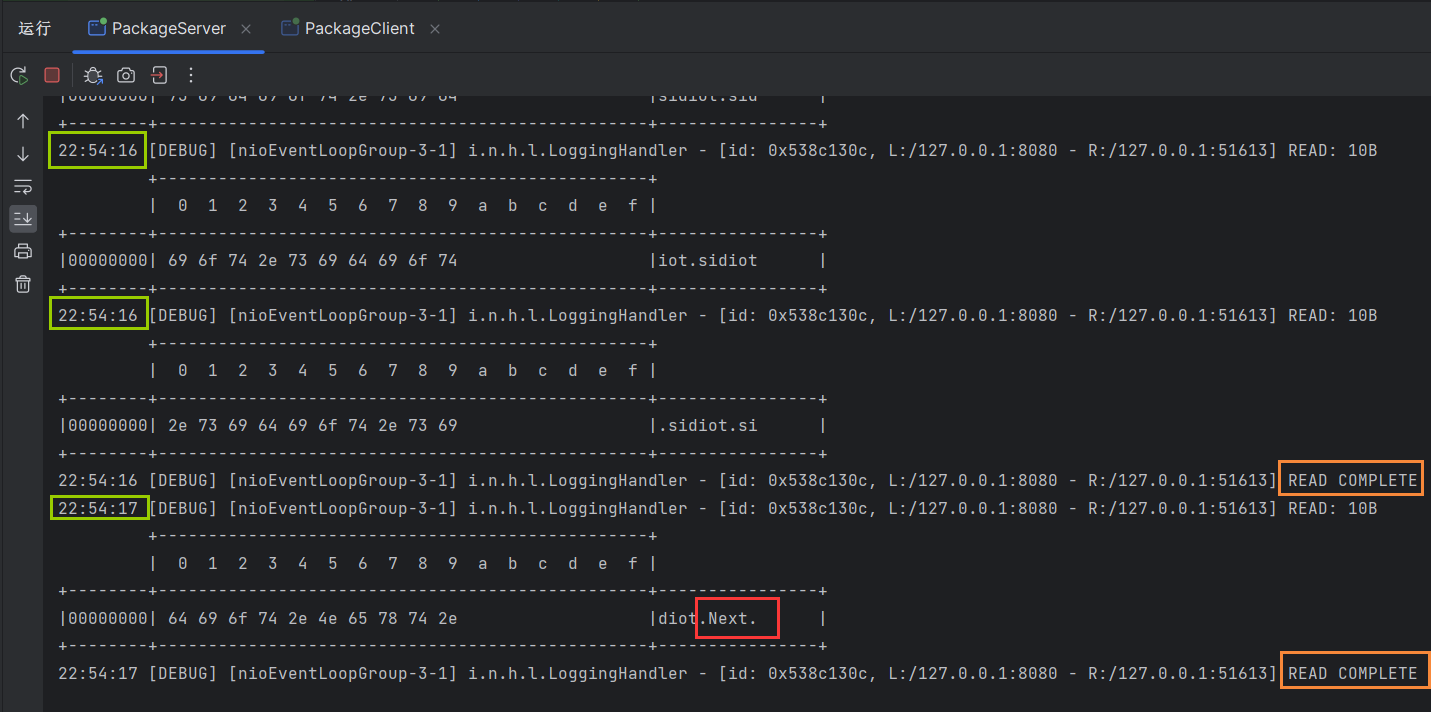 运行 PackageServer × PackageClient ×
|00000000| 73 69 64 69 6f 74 2e 73 69 64 |sidiot.sid |
+--------+-------------------------------------------------+----------------+
22:54:16 [DEBUG] [nioEventLoopGroup-3-1] i.n.h.l.LoggingHandler - [id: 0x538c130c, L:/127.0.0.1:8080 - R:/127.0.0.1:51613] READ: 10B
+-------------------------------------------------+
| 0 1 2 3 4 5 6 7 8 9 a b c d e f |
+--------+-------------------------------------------------+----------------+
|00000000| 69 6f 74 2e 73 69 64 69 6f 74 |iot.sidiot |
+--------+-------------------------------------------------+----------------+
22:54:16 [DEBUG] [nioEventLoopGroup-3-1] i.n.h.l.LoggingHandler - [id: 0x538c130c, L:/127.0.0.1:8080 - R:/127.0.0.1:51613] READ: 10B
+-------------------------------------------------+
| 0 1 2 3 4 5 6 7 8 9 a b c d e f |
+--------+-------------------------------------------------+----------------+
|00000000| 2e 73 69 64 69 6f 74 2e 73 69 |.sidiot.si |
+--------+-------------------------------------------------+----------------+
22:54:16 [DEBUG] [nioEventLoopGroup-3-1] i.n.h.l.LoggingHandler - [id: 0x538c130c, L:/127.0.0.1:8080 - R:/127.0.0.1:51613] READ COMPLETE
22:54:17 [DEBUG] [nioEventLoopGroup-3-1] i.n.h.l.LoggingHandler - [id: 0x538c130c, L:/127.0.0.1:8080 - R:/127.0.0.1:51613] READ: 10B
+-------------------------------------------------+
| 0 1 2 3 4 5 6 7 8 9 a b c d e f |
+--------+-------------------------------------------------+----------------+
|00000000| 64 69 6f 74 2e 4e 65 78 74 2e |diot.Next. |
+--------+-------------------------------------------------+----------------+
22:54:17 [DEBUG] [nioEventLoopGroup-3-1] i.n.h.l.LoggingHandler - [id: 0x538c130c, L:/127.0.0.1:8080 - R:/127.0.0.1:51613] READ COMPLETE